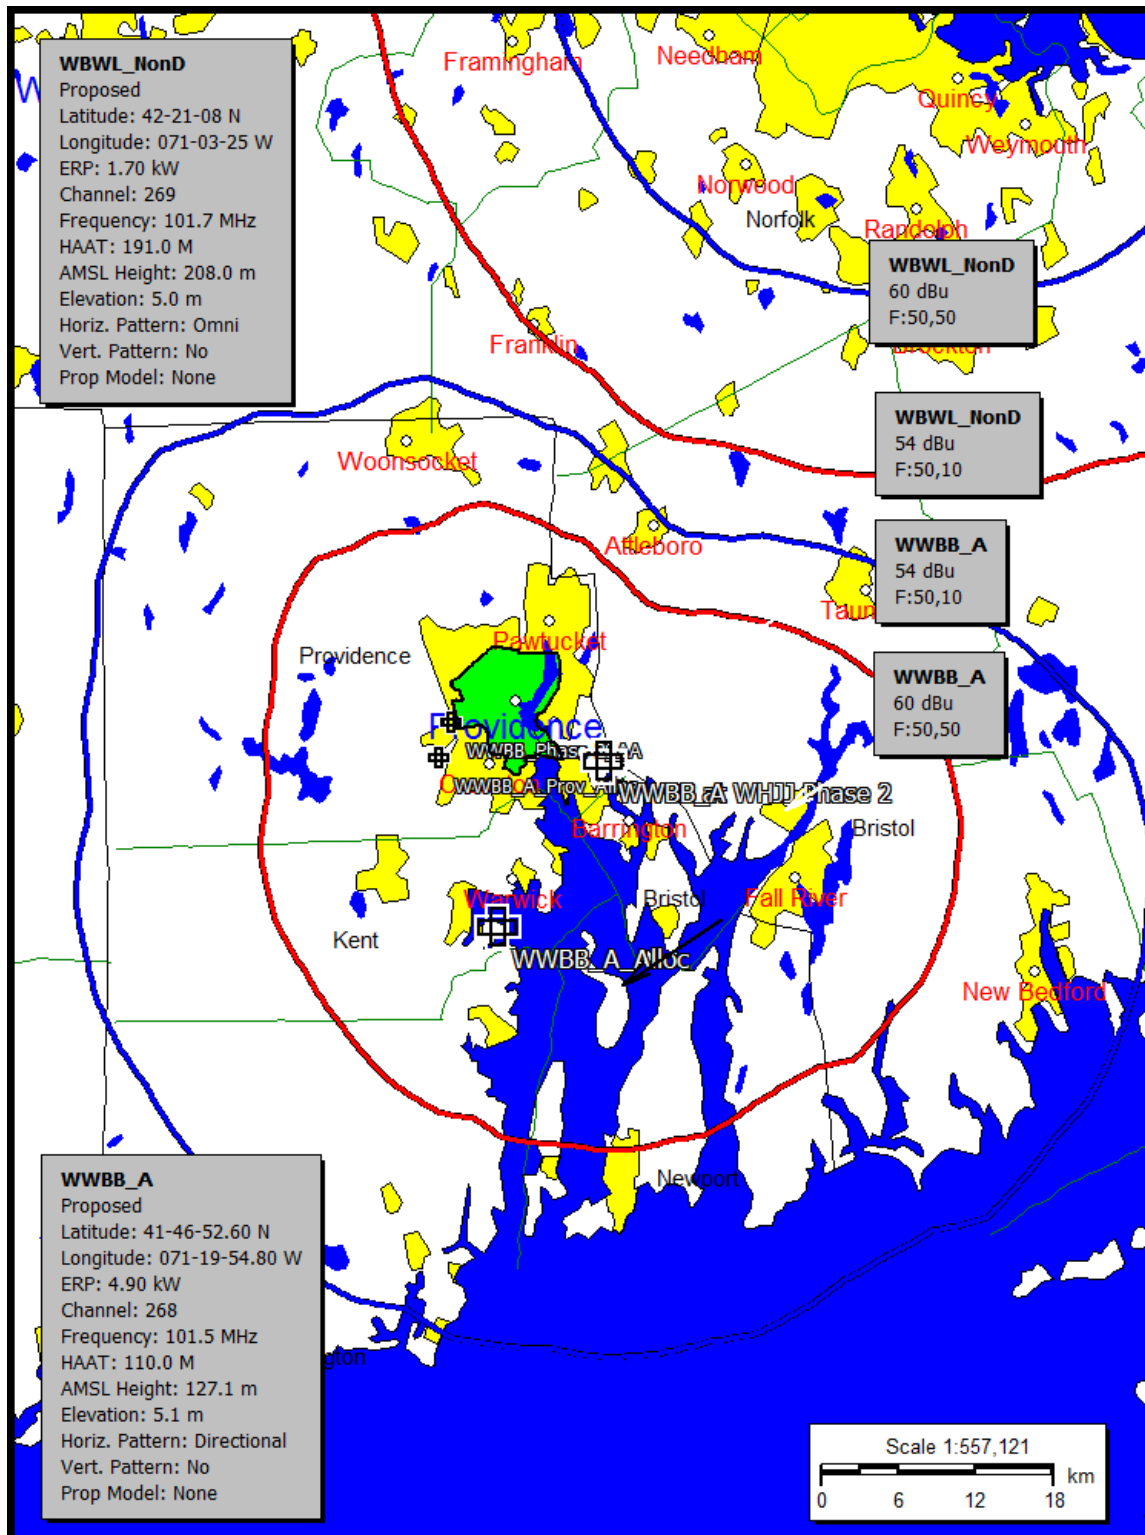 Framingham
Needham
Quincy
Weymouth
Norwood
Norfolk
Randolph
WBWL_NonD
Proposed
Latitude: 42-21-08 N
Longitude: 071-03-25 W
ERP: 1.70 kW
Channel: 269
Frequency: 101.7 MHz
HAAT: 191.0 M
AMSL Height: 208.0 m
Elevation: 5.0 m
Horiz. Pattern: Omni
Vert. Pattern: No
Prop Model: None
WBWL_NonD
60 dBu
F:50,50
Franklin
Brockton
WBWL_NonD
54 dBu
F:50,10
Woonsocket
Attleboro
WWBB_A
54 dBu
F:50,10
Taun
Pawtucket
Providence
WWBB_A
60 dBu
F:50,50
Providence
WWBB_A WHJJ Phase 2
Barrington
Bristol
Warwick
Bristol
Fall River
Kent
WWBB_A_Alloc
New Bedford
Newport
WWBB_A
Proposed
Latitude: 41-46-52.60 N
Longitude: 071-19-54.80 W
ERP: 4.90 kW
Channel: 268
Frequency: 101.5 MHz
HAAT: 110.0 M
AMSL Height: 127.1 m
Elevation: 5.1 m
Horiz. Pattern: Directional
Vert. Pattern: No
Prop Model: None
gton
Scale 1:557,121
km
0 6 12 18